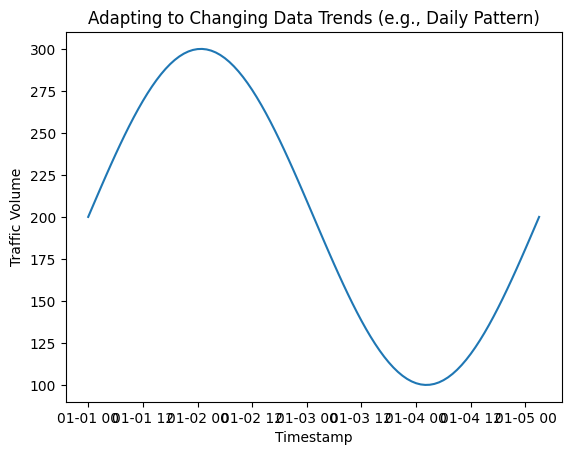 Adapting to Changing Data Trends (e.g., Daily Pattern)
300
275
250
225
200
175
150
125
100
Traffic Volume
01-01 00 01-01 12 01-02 00 01-02 12 01-03 00 01-03 12 01-04 00 01-04 12 01-05 00
Timestamp